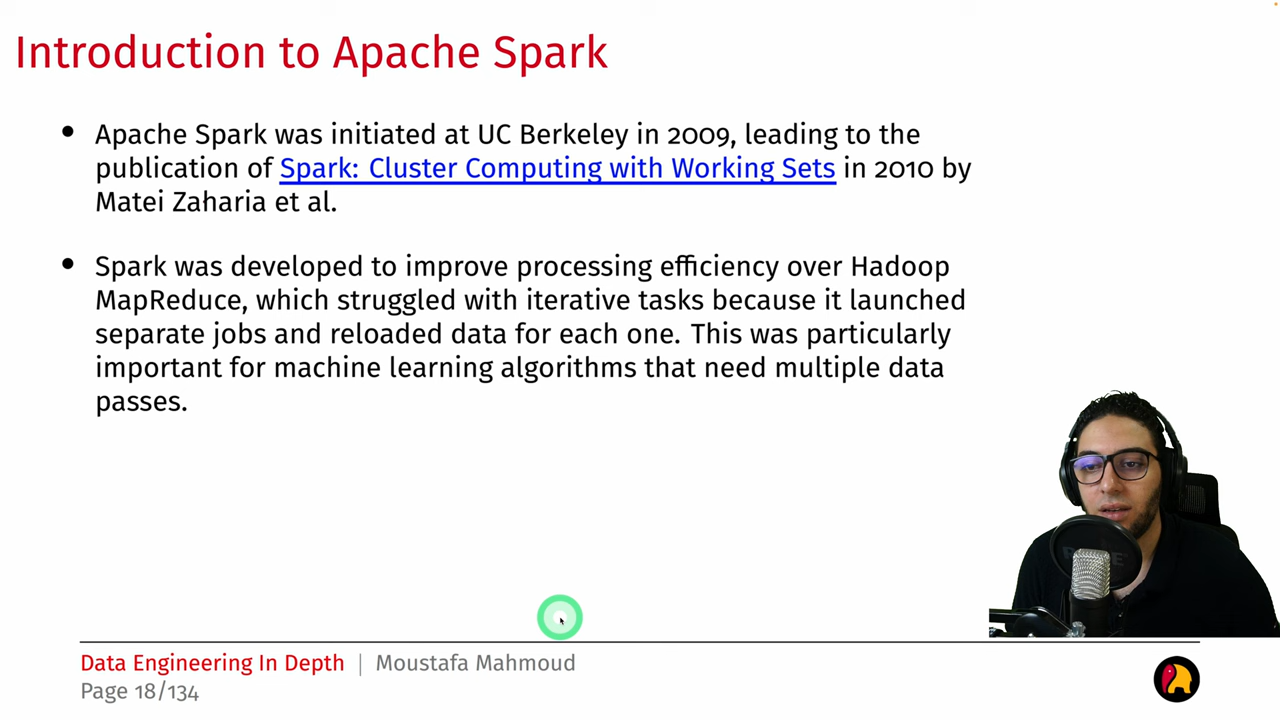 Introduction to Apache Spark
Apache Spark was initiated at UC Berkeley in 2009, leading to the
publication of Spark: Cluster Computing with Working Sets in 2010 by
Matei Zaharia et al.
Spark was developed to improve processing efficiency over Hadoop
MapReduce, which struggled with iterative tasks because it launched
separate jobs and reloaded data for each one. This was particularly
important for machine learning algorithms that need multiple data
passes.
Data Engineering In Depth | Moustafa Mahmoud
Page 18/134